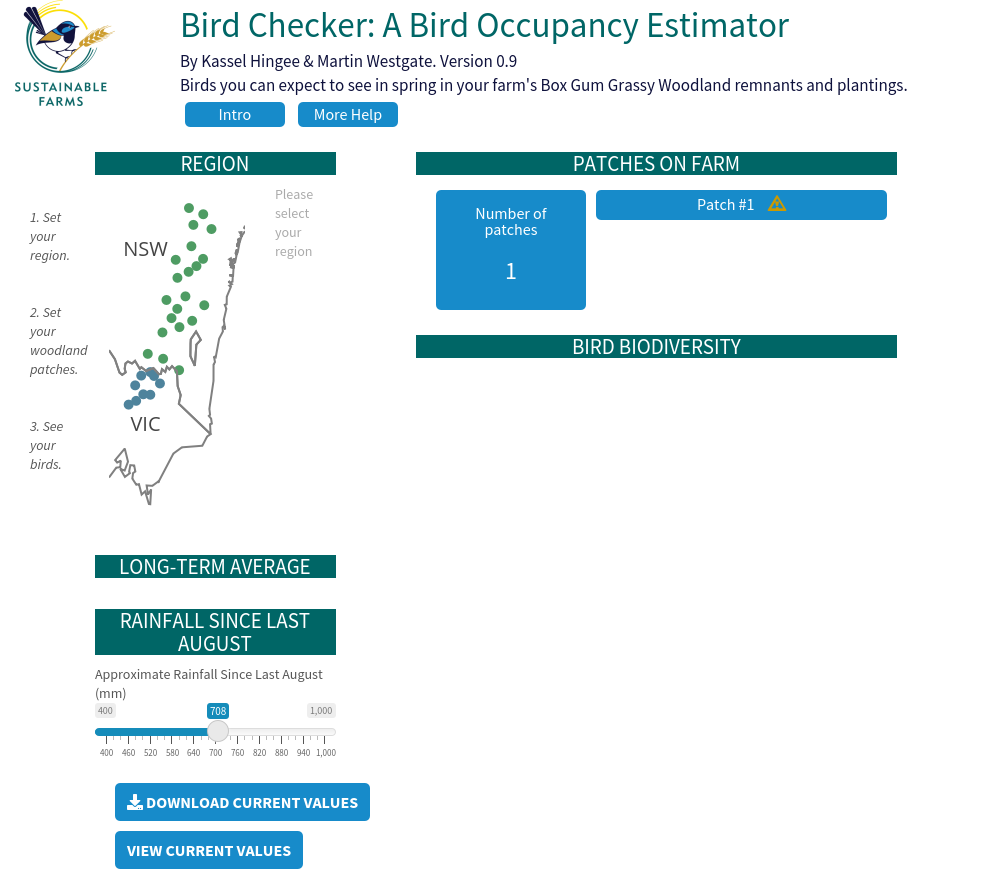 SUSTAINABLE
FARMS
Bird Checker: A Bird Occupancy Estimator
By Kassel Hingee & Martin Westgate. Version 0.9
Birds you can expect to see in spring in your farm's Box Gum Grassy Woodland remnants and plantings.
Intro
More Help
REGION
1. Set
your
region.
2. Set
your
woodland
patches.
3. See
your
birds.
NSW
VIC
Please
select
your
region
PATCHES ON FARM
Number of
patches
1
Patch #1
BIRD BIODIVERSITY
LONG-TERM AVERAGE
RAINFALL SINCE LAST
AUGUST
Approximate Rainfall Since Last August
(mm)
400 708 1,000
400 460 520 580 640 700 760 820 880 940 1,000
DOWNLOAD CURRENT VALUES
VIEW CURRENT VALUES